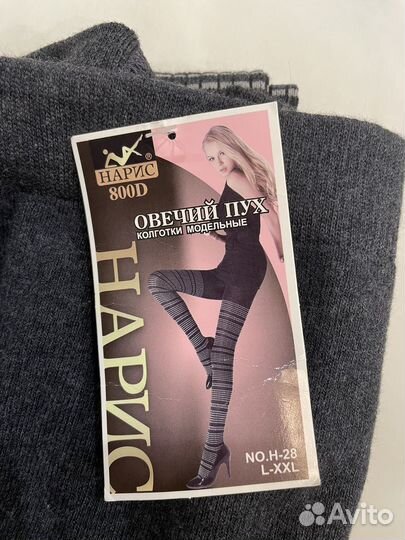 НАРИС ®
800D
ОВЕЧИЙ ПУХ
КОЛГОТКИ МОДЕЛЬНЫЕ
НАРИС
NO.H-28
L-XXL
Avito